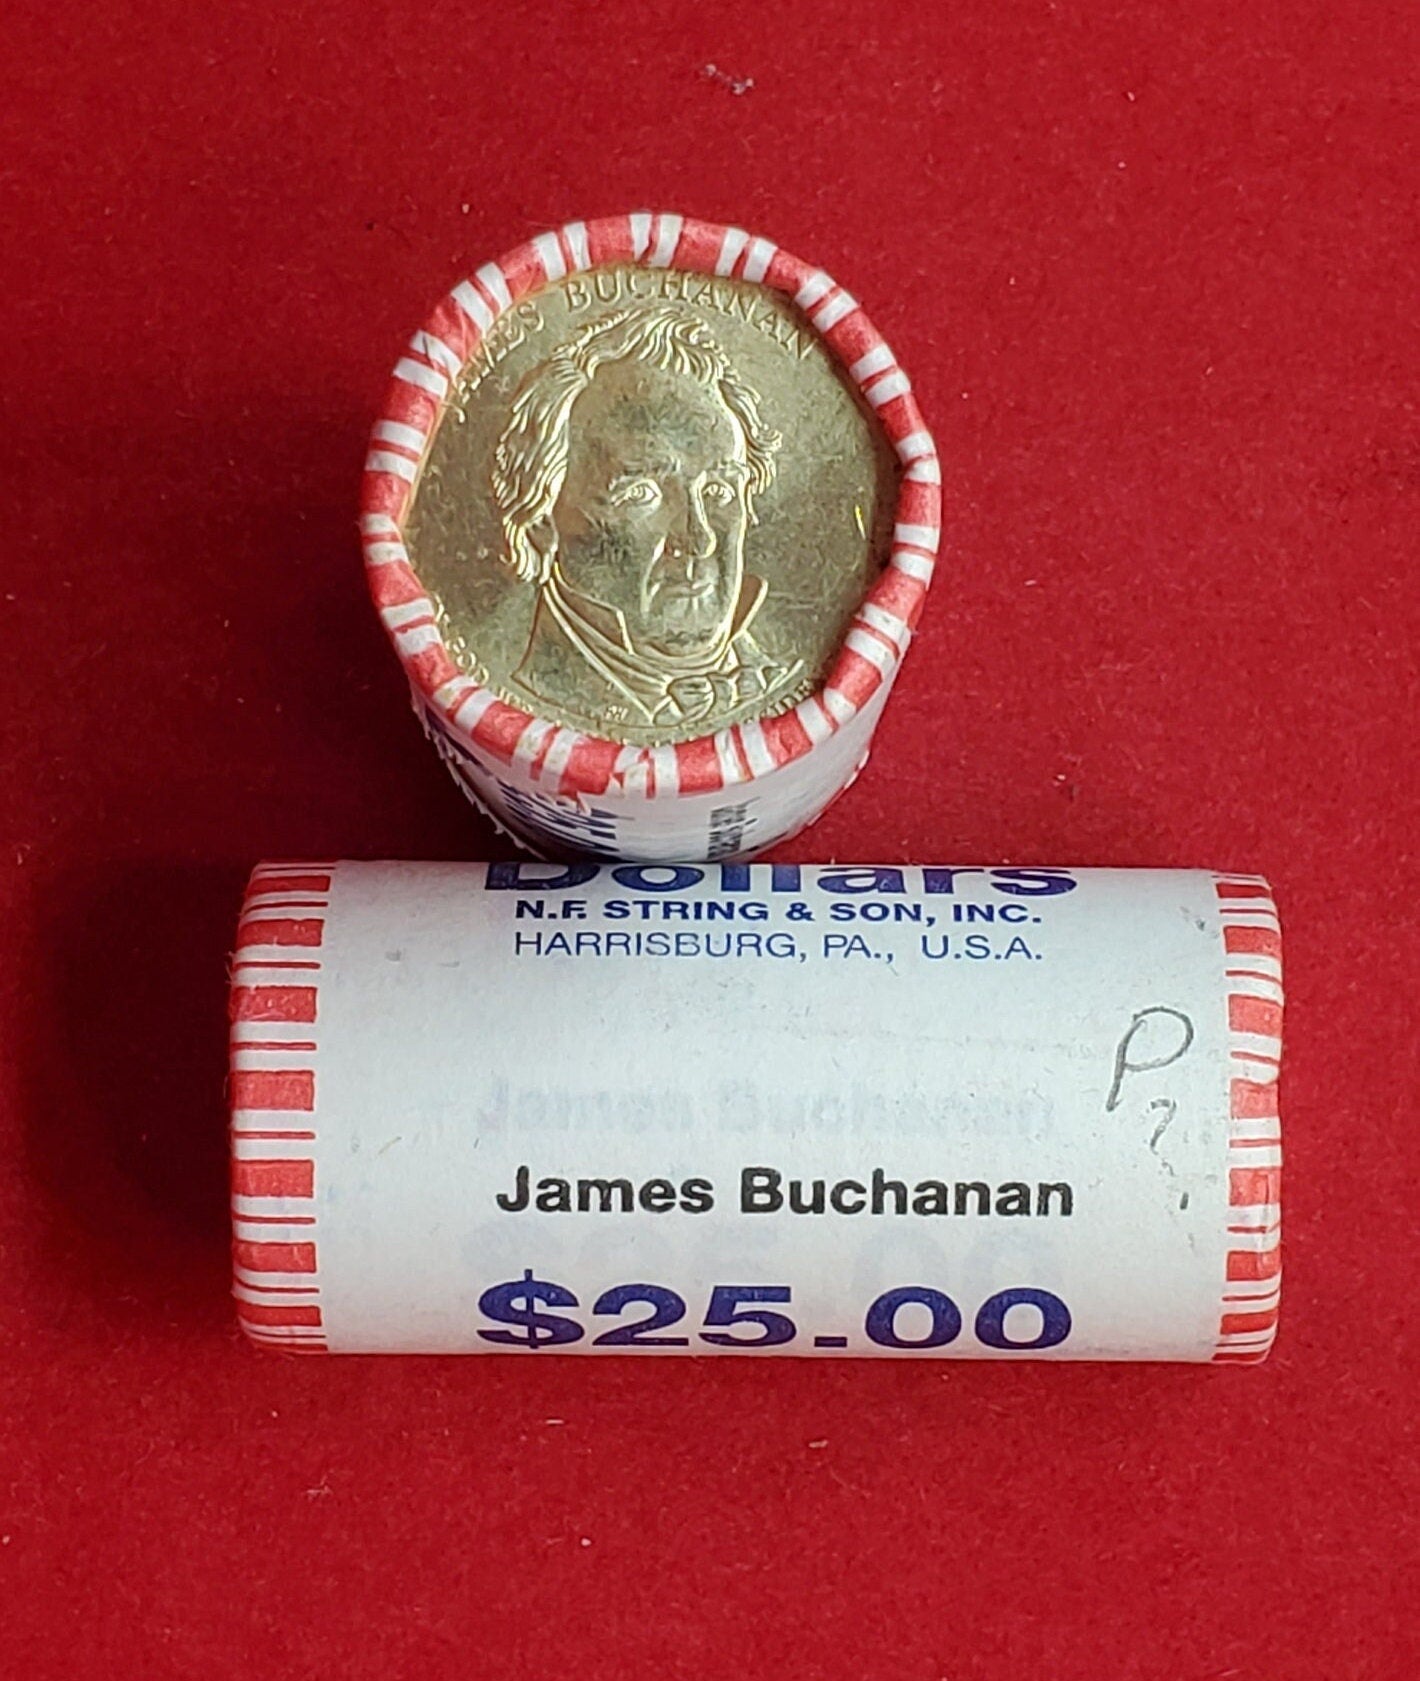 JAMES BUCHANAN
Dollars
N.F. STRING & SON, INC.
HARRISBURG, PA., U.S.A.
P
?
James Buchanan
$25.00